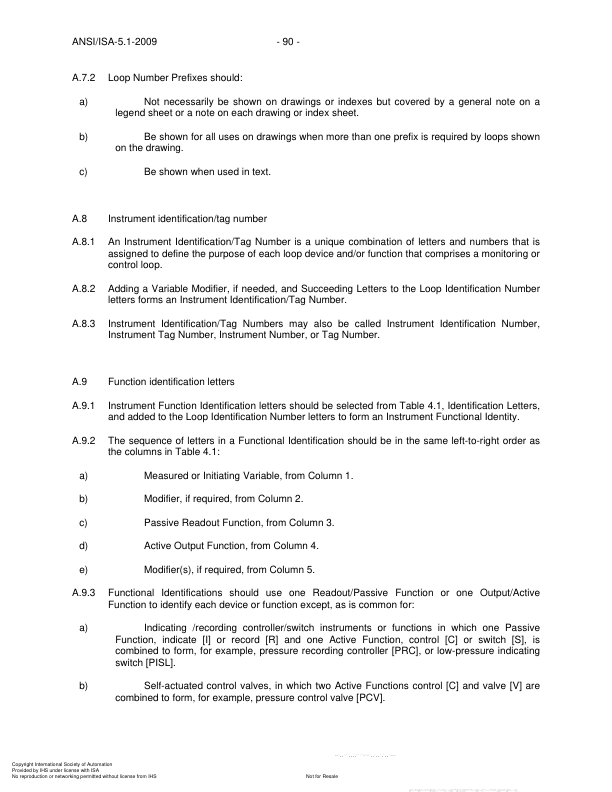 ANSI/ISA-5.1-2009 - 90 -
A.7.2 Loop Number Prefixes should:
a) Not necessarily be shown on drawings or indexes but covered by a general note on a
legend sheet or a note on each drawing or index sheet.
b) Be shown for all uses on drawings when more than one prefix is required by loops shown
on the drawing.
c) Be shown when used in text.
A.8 Instrument identification/tag number
A.8.1 An Instrument Identification/Tag Number is a unique combination of letters and numbers that is
assigned to define the purpose of each loop device and/or function that comprises a monitoring or
control loop.
A.8.2 Adding a Variable Modifier, if needed, and Succeeding Letters to the Loop Identification Number
letters forms an Instrument Identification/Tag Number.
A.8.3 Instrument Identification/Tag Numbers may also be called Instrument Identification Number,
Instrument Tag Number, Instrument Number, or Tag Number.
A.9 Function identification letters
A.9.1 Instrument Function Identification letters should be selected from Table 4.1, Identification Letters,
and added to the Loop Identification Number letters to form an Instrument Functional Identity.
A.9.2 The sequence of letters in a Functional Identification should be in the same left-to-right order as
the columns in Table 4.1:
a) Measured or Initiating Variable, from Column 1.
b) Modifier, if required, from Column 2.
c) Passive Readout Function, from Column 3.
d) Active Output Function, from Column 4.
e) Modifier(s), if required, from Column 5.
A.9.3 Functional Identifications should use one Readout/Passive Function or one Output/Active
Function to identify each device or function except, as is common for:
a) Indicating /recording controller/switch instruments or functions in which one Passive
Function, indicate [I] or record [R] and one Active Function, control [C] or switch [S], is
combined to form, for example, pressure recording controller [PRC], or low-pressure indicating
switch [PISL].
b) Self-actuated control valves, in which two Active Functions control [C] and valve [V] are
combined to form, for example, pressure control valve [PCV].
Copyright International Society of Automation
Provided by IHS under license with ISA
No reproduction or networking permitted without license from IHS Not for Resale